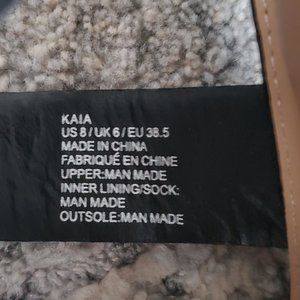 KAIA
US 8 / UK 6 / EU 38.5
MADE IN CHINA
FABRIQUÉ EN CHINE
UPPER:MAN MADE
INNER LINING/SOCK:
MAN MADE
OUTSOLE:MAN MADE